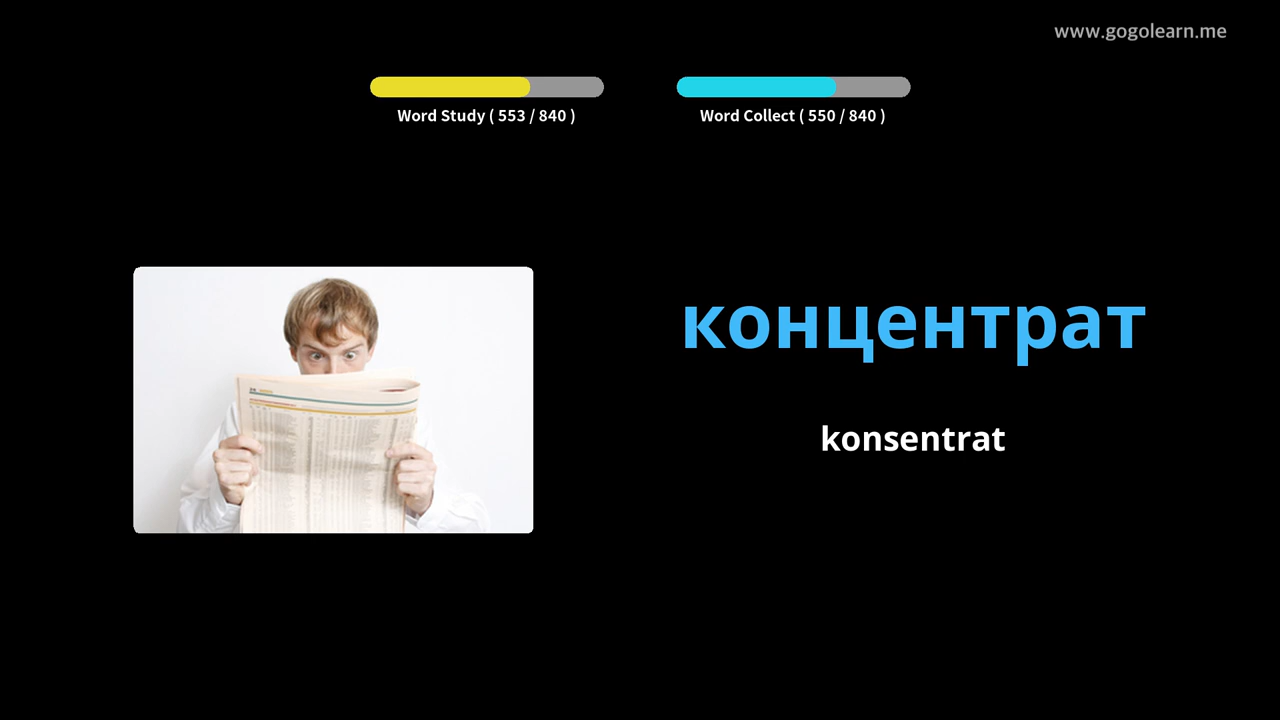 www.gogolearn.me
Word Study ( 553 / 840 )
Word Collect ( 550 / 840 )
концентрат
konsentrat